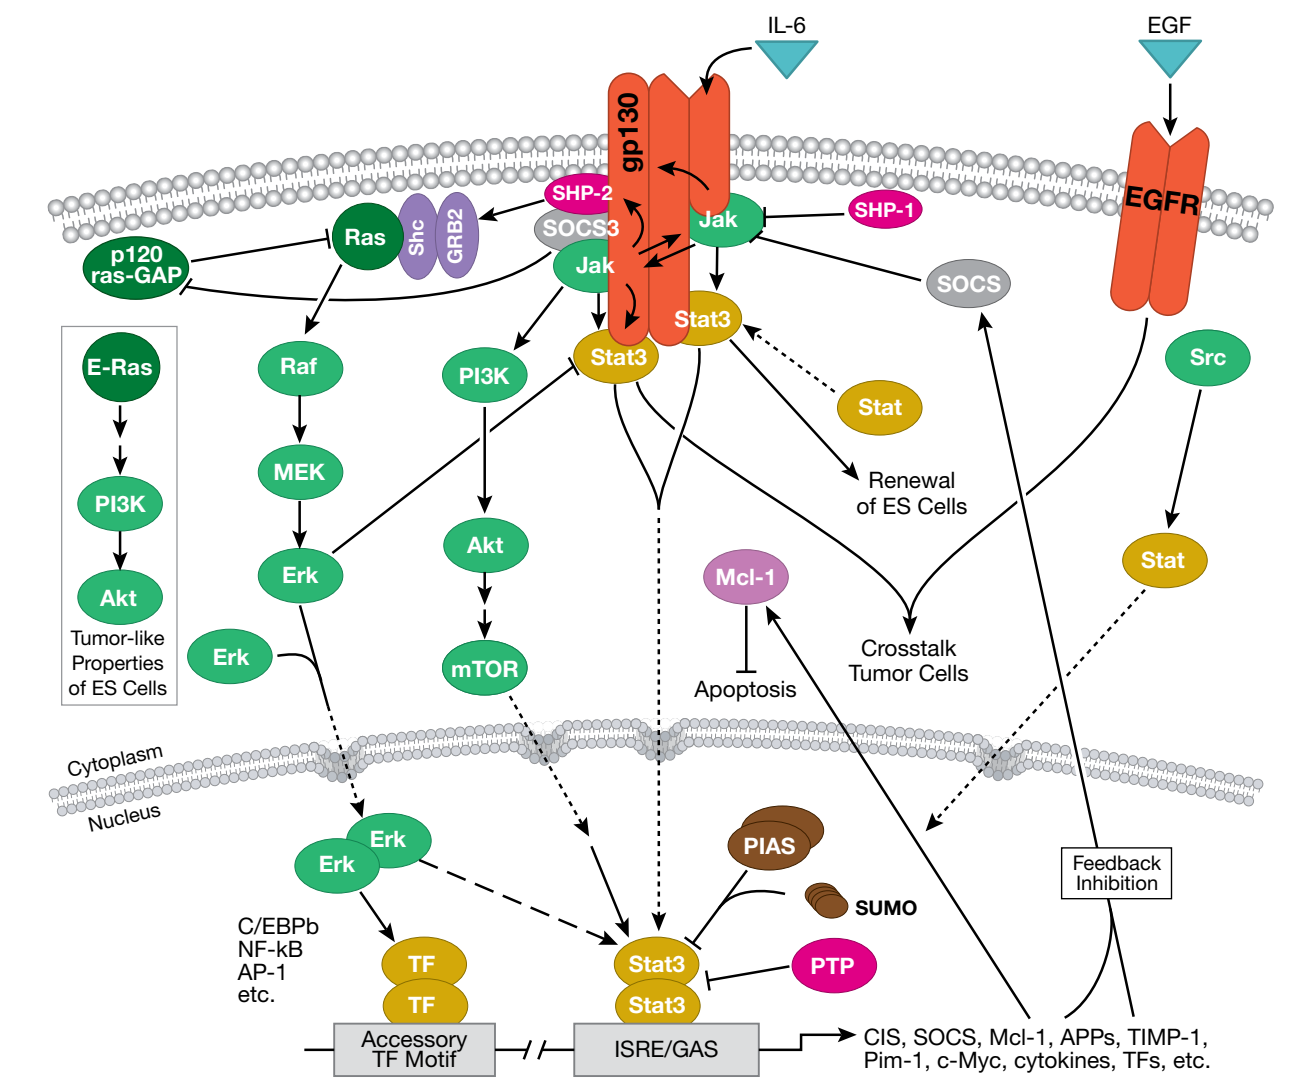 IL-6
EGF
gp130
EGFR
SHP-2
SOCS3
Jak
Jak
SHP-1
Ras
Shc
GRB2
p120
ras-GAP
SOCS
Stat3
Stat3
Stat
Src
E-Ras
PI3K
Akt
Tumor-like
Properties
of ES Cells
Raf
MEK
Erk
Erk
PI3K
Akt
mTOR
Renewal
of ES Cells
Mcl-1
Apoptosis
Crosstalk
Tumor Cells
Stat
Cytoplasm
Nucleus
Erk
Erk
PIAS
SUMO
PTP
Feedback
Inhibition
C/EBPb
NF-kB
AP-1
etc.
TF
TF
Stat3
Stat3
Accessory
TF Motif
ISRE/GAS
CIS, SOCS, Mcl-1, APPs, TIMP-1,
Pim-1, c-Myc, cytokines, TFs, etc.